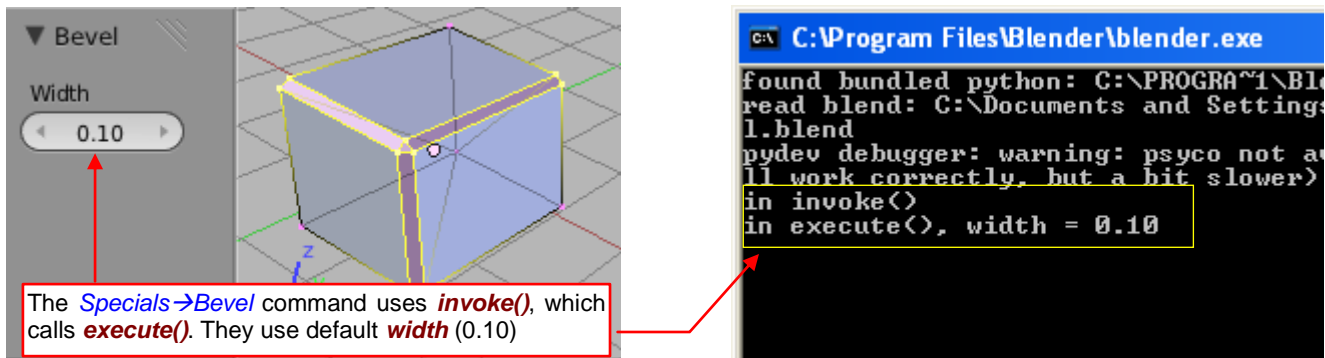 ▼ Bevel
Width
0.10
z
The Specials→Bevel command uses invoke(), which
calls execute(). They use default width (0.10)
C:\Program Files\Blender\blender.exe
found bundled python: C:\PROGRA~1\Ble
read blend: C:\Documents and Settings
l.blend
pydev debugger: warning: psyco not av
ll work correctly, but a bit slower)
in invoke()
in execute(), width = 0.10